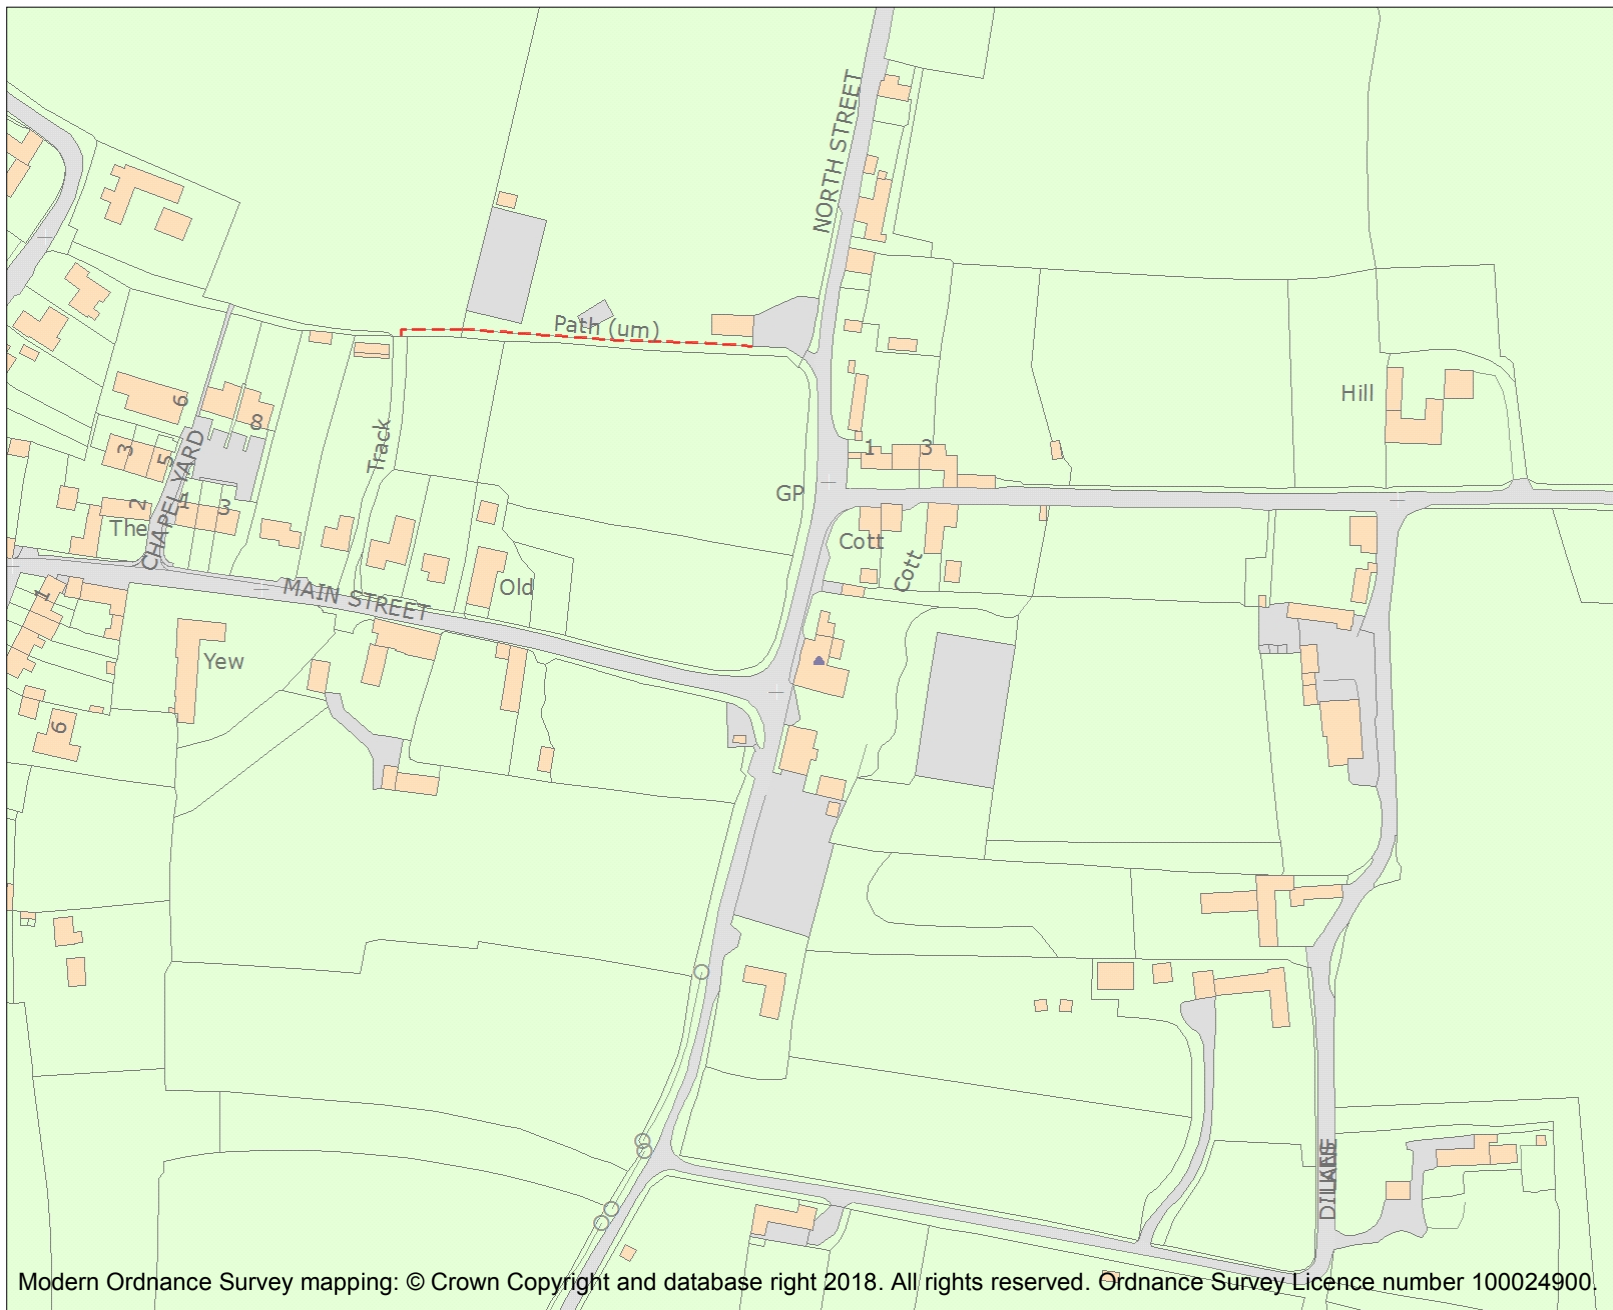 NORTH STREET
Path (um)
Hill
6
8
Track
3
5
CHAPEL YARD
1
3
2
1
3
GP
The
Cott
Cott
MAIN STREET
Old
1
Yew
6
Modern Ordnance Survey mapping: © Crown Copyright and database right 2018. All rights reserved. Ordnance Survey Licence number 100024900.